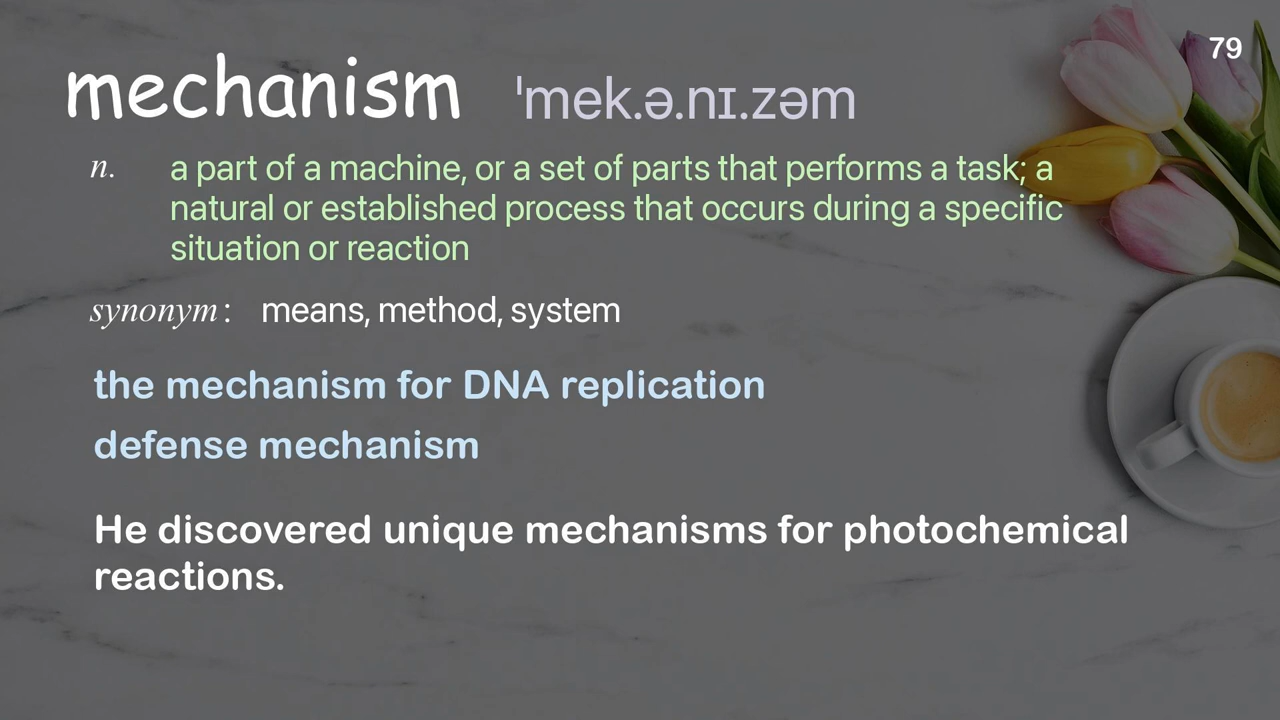 79
mechanism ˈmek.ə.nɪ.zəm
n. a part of a machine, or a set of parts that performs a task; a
natural or established process that occurs during a specific
situation or reaction
synonym: means, method, system
the mechanism for DNA replication
defense mechanism
He discovered unique mechanisms for photochemical
reactions.